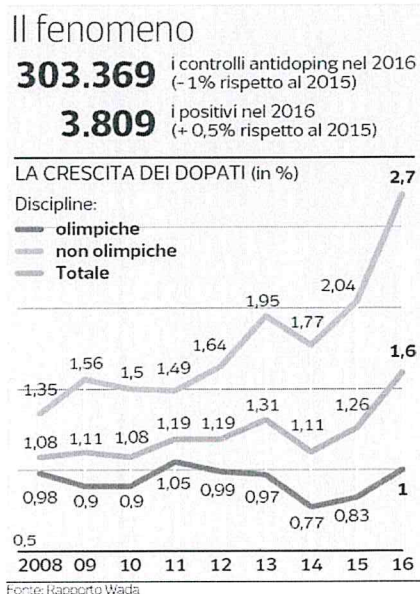 Il fenomeno
303.369 i controlli antidoping nel 2016
(-1% rispetto al 2015)
3.809 i positivi nel 2016
(+0,5% rispetto al 2015)
LA CRESCITA DEI DOPATI (in %)
Discipline:
olimpiche
non olimpiche
Totale
1,35 1,56 1,5 1,49 1,64 1,95 1,77 2,04 2,7
1,08 1,11 1,08 1,19 1,19 1,31 1,11 1,26 1,6
0,98 0,9 0,9 1,05 0,99 0,97 0,77 0,83 1
0,5
2008 09 10 11 12 13 14 15 16
Fonte: Rapporto Wada